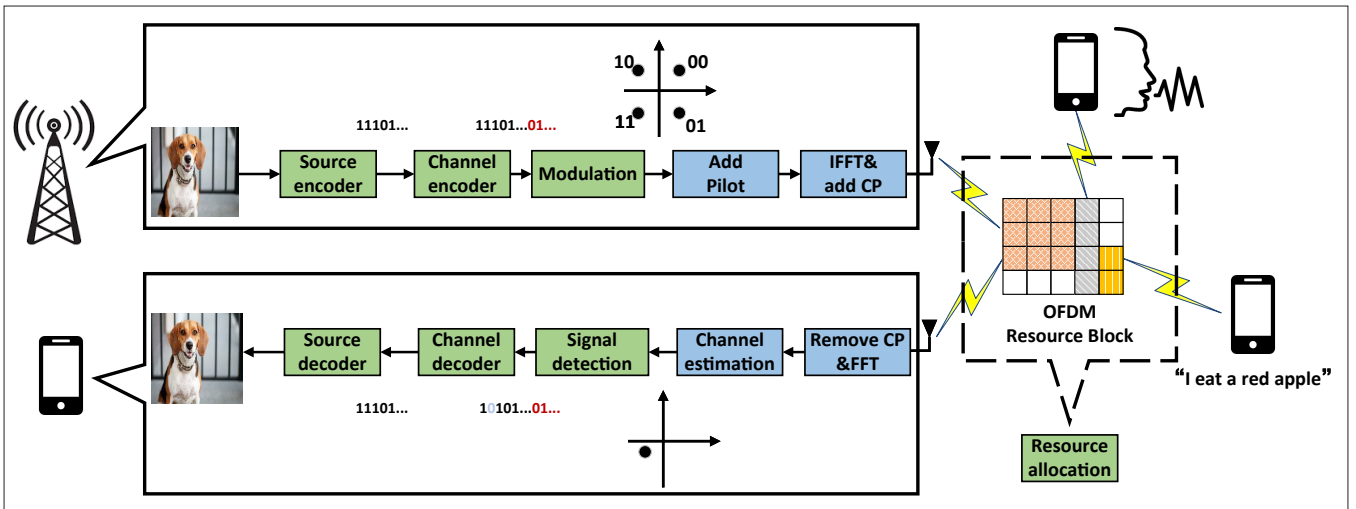 10
00
11
01
11101...
11101...01...
Source
encoder
Channel
encoder
Modulation
Add
Pilot
IFFT&
add CP
OFDM
Resource Block
"I eat a red apple"
Source
decoder
Channel
decoder
Signal
detection
Channel
estimation
Remove CP
&FFT
11101...
10101...01...
Resource
allocation